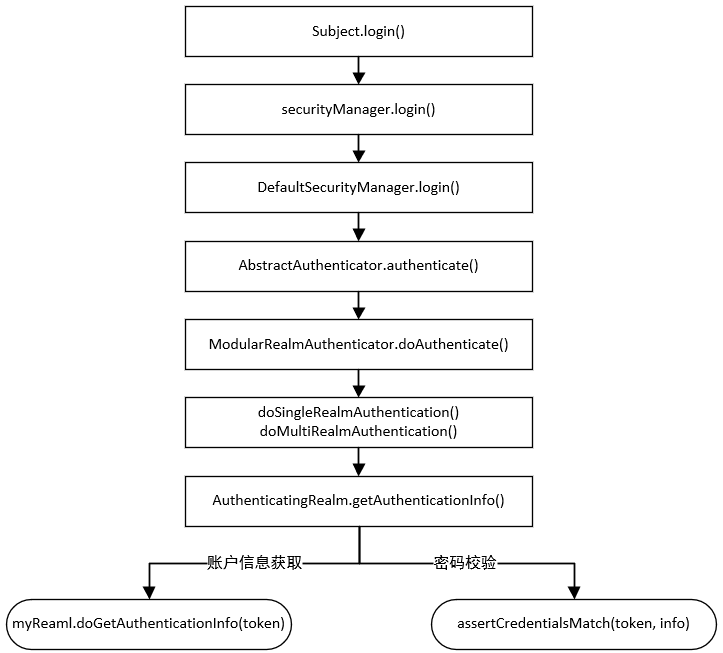 Subject.login()
securityManager.login()
DefaultSecurityManager.login()
AbstractAuthenticator.authenticate()
ModularRealmAuthenticator.doAuthenticate()
doSingleRealmAuthentication()
doMultiRealmAuthentication()
AuthenticatingRealm.getAuthenticationInfo()
账户信息获取
密码校验
myReaml.doGetAuthenticationInfo(token)
assertCredentialsMatch(token, info)